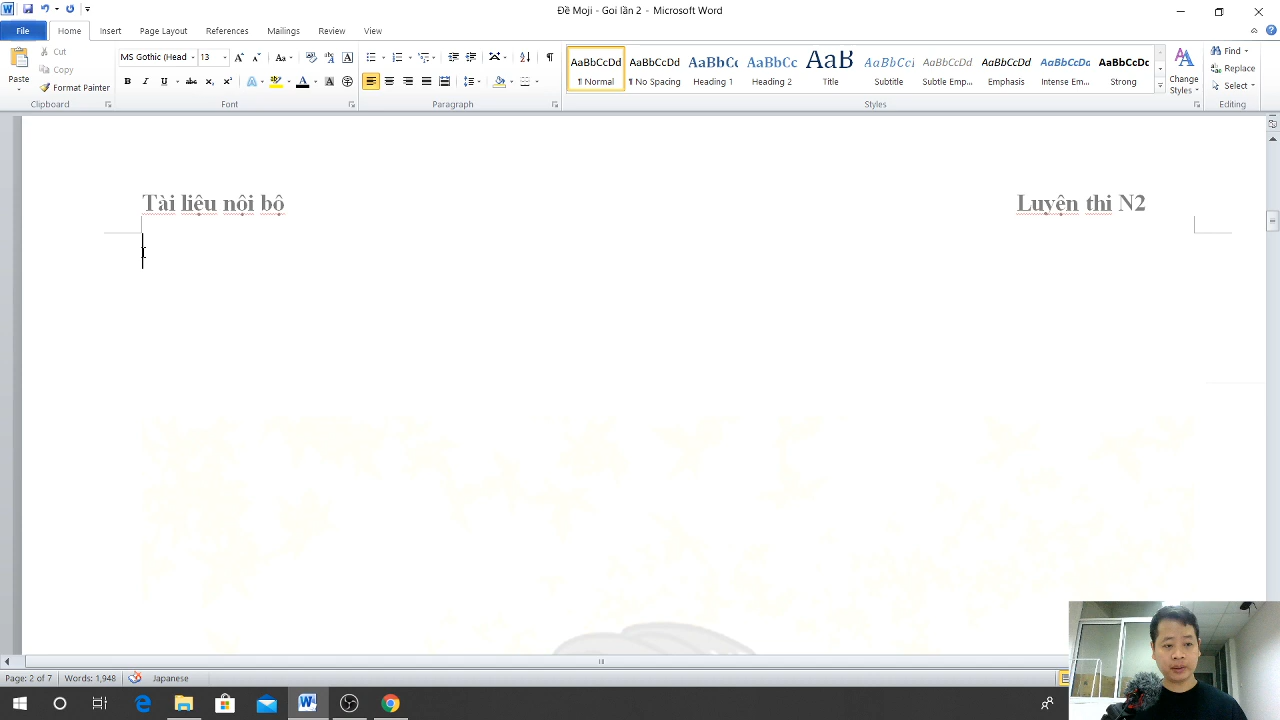 Đề Moji - Goi lần 2 - Microsoft Word
File Home Insert Page Layout References Mailings Review View
Paste
Cut
Copy
Format Painter
Clipboard
MS Gothic (Head 13
Font
Paragraph
AaBbCcDd AaBbCcDd AaBbC AaBbCc AaB AaBbCcI AaBbCcDd AaBbCcDd AaBbCcDd AaBbCcDc
¶ Normal ¶ No Spacing Heading 1 Heading 2 Title Subtitle Subtle Emp... Emphasis Intense Em... Strong
Styles
Change
Styles
Find
Replace
Select
Editing
Tài liệu nội bộ
Luyện thi N2
Page: 2 of 7 Words: 1,948 Japanese